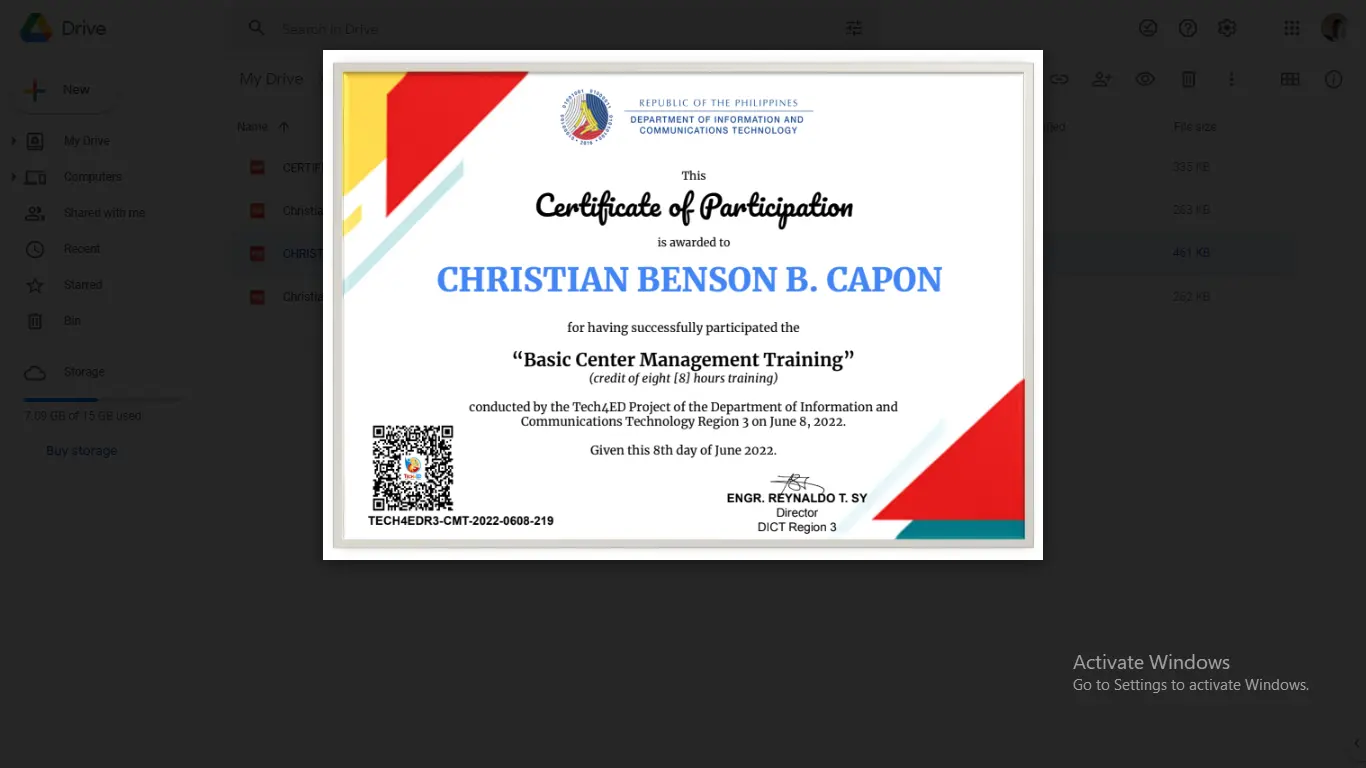 Drive
Search in Drive
New
My Drive
Name
File size
My Drive
Computers
Shared with me
Recent
Starred
Bin
Storage
7.09 GB of 15 GB used
Buy storage
CERTIF
335 KB
Christia
263 KB
CHRIST
461 KB
Christia
262 KB
REPUBLIC OF THE PHILIPPINES
DEPARTMENT OF INFORMATION AND
COMMUNICATIONS TECHNOLOGY
This
Certificate of Participation
is awarded to
CHRISTIAN BENSON B. CAPON
for having successfully participated the
“Basic Center Management Training”
(credit of eight [8] hours training)
conducted by the Tech4ED Project of the Department of Information and
Communications Technology Region 3 on June 8, 2022.
Given this 8th day of June 2022.
TECH4EDR3-CMT-2022-0608-219
ENGR. REYNALDO T. SY
Director
DICT Region 3
Activate Windows
Go to Settings to activate Windows.